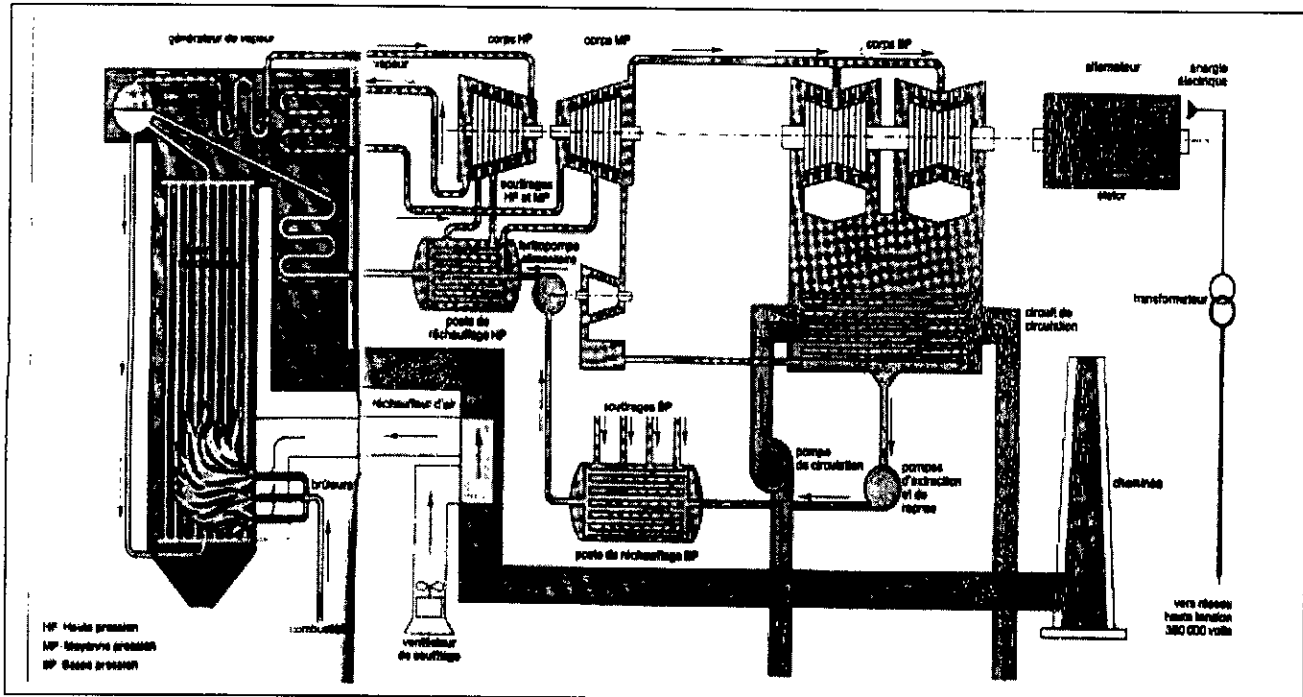 générateur de vapeur
corps HP
corps MP
corps BP
vapeur
alternateur
énergie
électrique
soutirages
HP et MP
stator
turbopompe
alimentaire
poste de
réchauffage HP
transformateur
circuit de
circulation
réchauffeur d'air
soutirages BP
pompes
de circulation
pompes
d'extraction
et de
reprise
cheminée
brûleurs
poste de réchauffage BP
combustible
ventilateur
de soufflage
vers réseau
haute tension
380 000 volts
HP Haute pression
MP - Moyenne pression
BP Basse pression